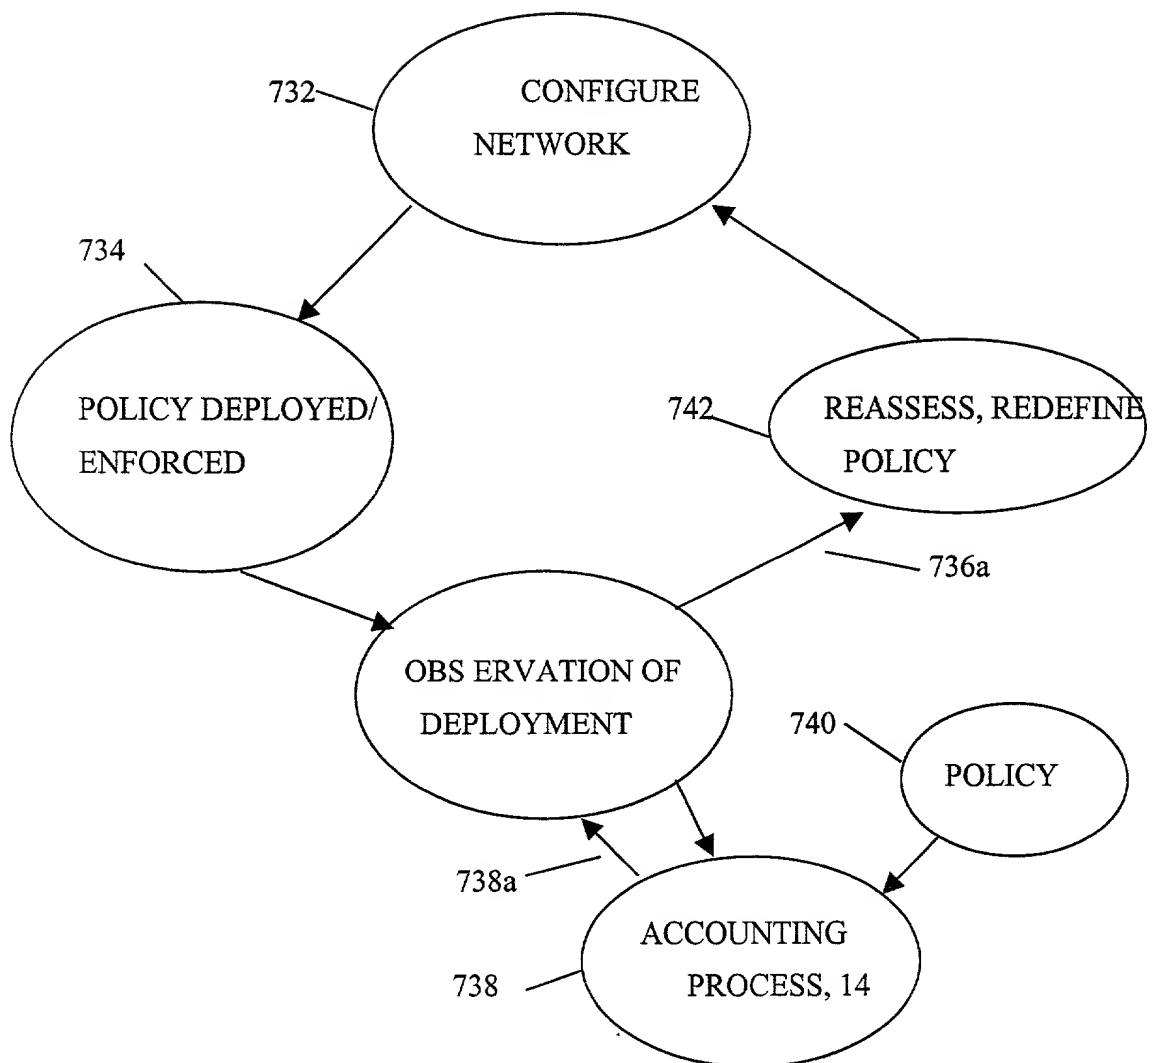 732
CONFIGURE
NETWORK
734
POLICY DEPLOYED/
ENFORCED
742
REASSESS, REDEFINE
POLICY
736a
OBS ERVATION OF
DEPLOYMENT
740
POLICY
738a
ACCOUNTING
PROCESS, 14
738